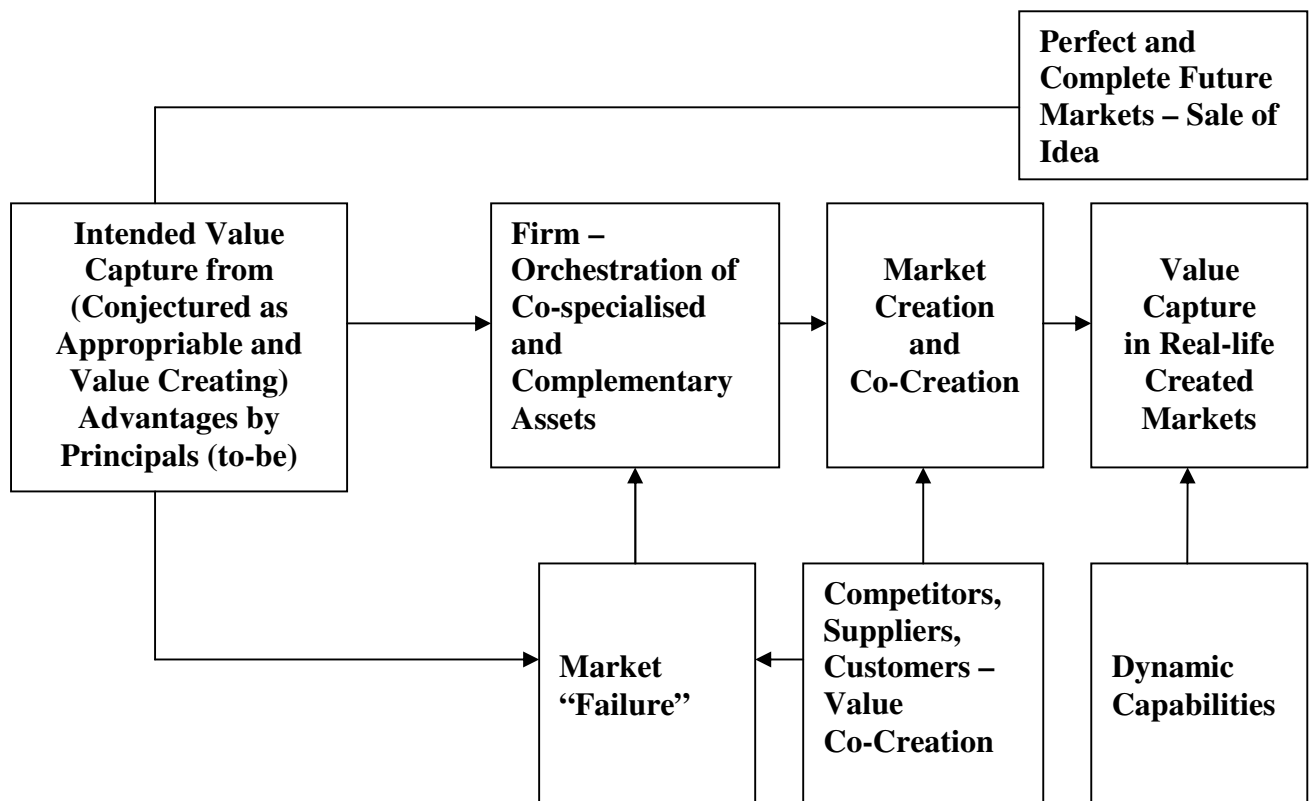 Perfect and
Complete Future
Markets – Sale of
Idea
Intended Value
Capture from
(Conjectured as
Appropriable and
Value Creating)
Advantages by
Principals (to-be)
Firm –
Orchestration of
Co-specialised
and
Complementary
Assets
Market
Creation
and
Co-Creation
Value
Capture
in Real-life
Created
Markets
Market
“Failure”
Competitors,
Suppliers,
Customers –
Value
Co-Creation
Dynamic
Capabilities